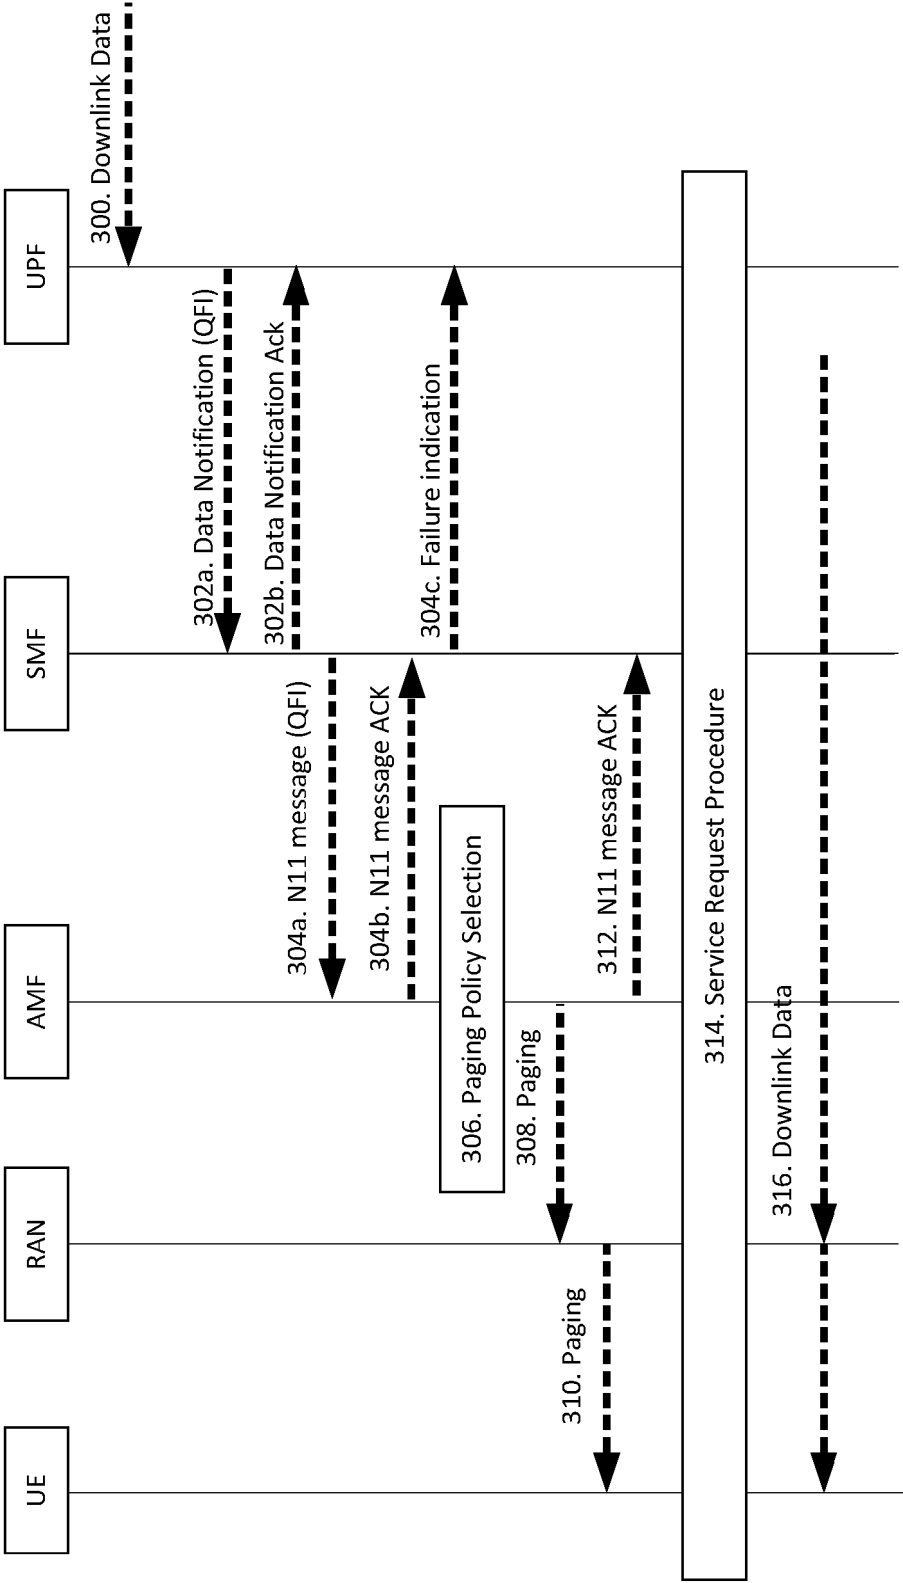 UE
RAN
AMF
SMF
UPF
300. Downlink Data
302a. Data Notification (QFI)
302b. Data Notification Ack
304a. N11 message (QFI)
304b. N11 message ACK
304c. Failure indication
306. Paging Policy Selection
308. Paging
310. Paging
312. N11 message ACK
314. Service Request Procedure
316. Downlink Data